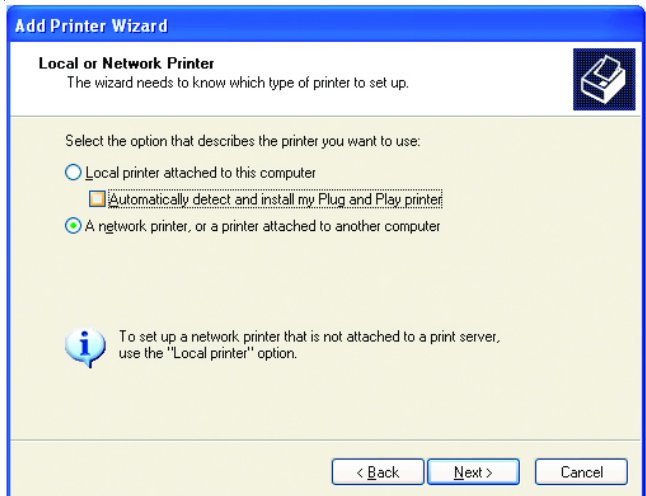 Add Printer Wizard
Local or Network Printer
The wizard needs to know which type of printer to set up.
Select the option that describes the printer you want to use:
Local printer attached to this computer
Automatically detect and install my Plug and Play printer
A network printer, or a printer attached to another computer
To set up a network printer that is not attached to a print server,
use the "Local printer" option.
< Back Next > Cancel